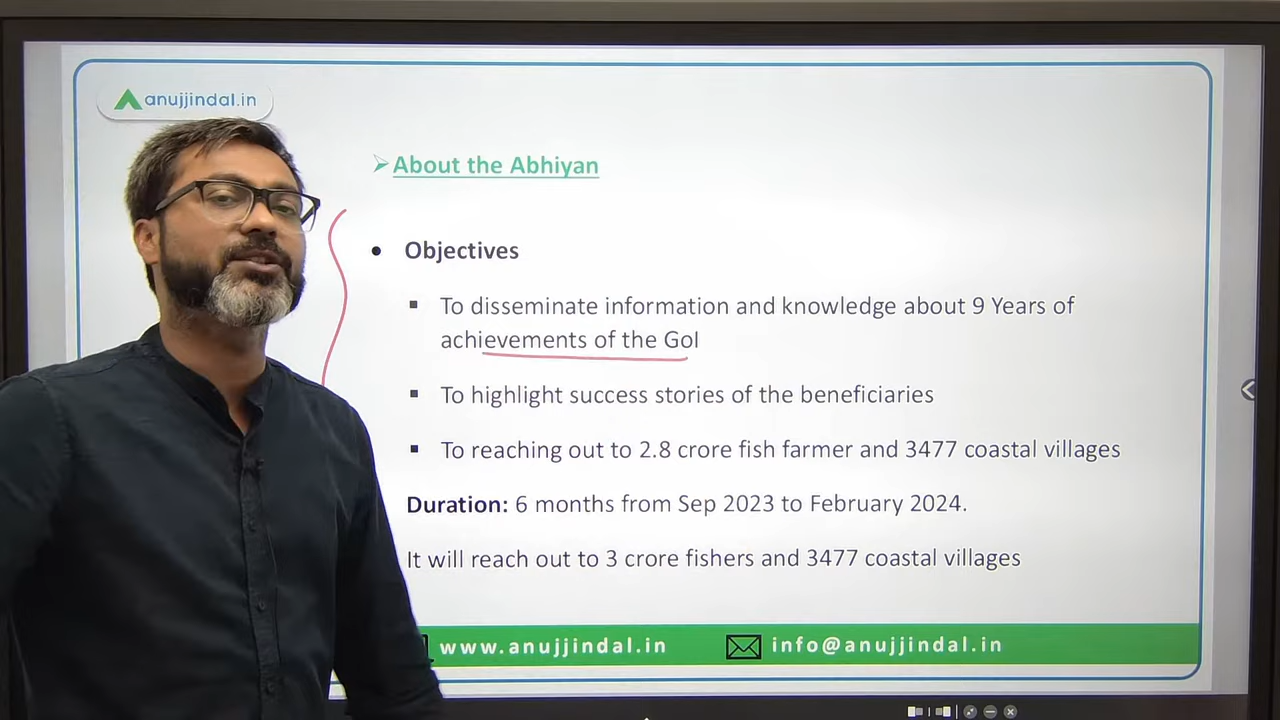 anujjindal.in
About the Abhiyan
Objectives
To disseminate information and knowledge about 9 Years of
achievements of the GoI
To highlight success stories of the beneficiaries
To reaching out to 2.8 crore fish farmer and 3477 coastal villages
Duration: 6 months from Sep 2023 to February 2024.
It will reach out to 3 crore fishers and 3477 coastal villages
www.anujjindal.in info@anujjindal.in